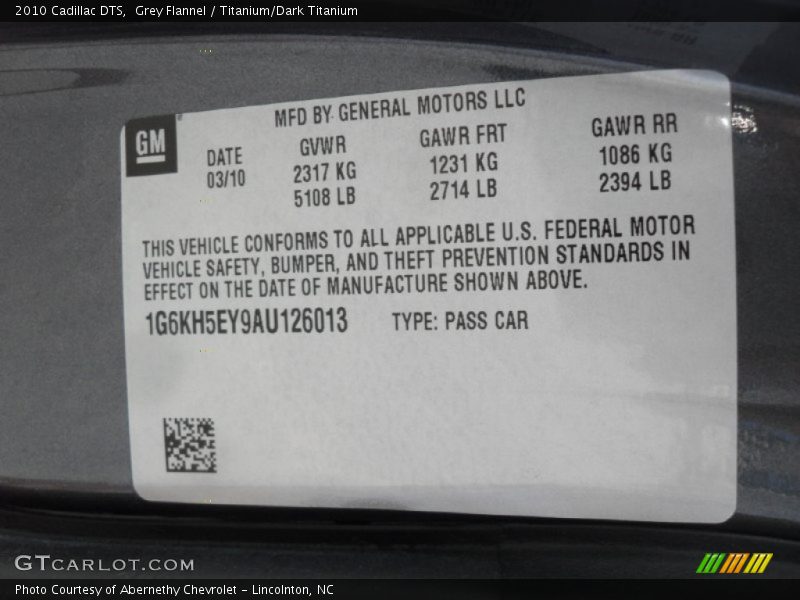 2010 Cadillac DTS,  Grey Flannel / Titanium/Dark Titanium
MFD BY GENERAL MOTORS LLC
GM
DATE GVWR GAWR FRT GAWR RR
03/10 2317 KG 1231 KG 1086 KG
5108 LB 2714 LB 2394 LB
THIS VEHICLE CONFORMS TO ALL APPLICABLE U.S. FEDERAL MOTOR
VEHICLE SAFETY, BUMPER, AND THEFT PREVENTION STANDARDS IN
EFFECT ON THE DATE OF MANUFACTURE SHOWN ABOVE.
1G6KH5EY9AU126013 TYPE: PASS CAR
GTCARLOT.COM
Photo Courtesy of Abernethy Chevrolet - Lincolnton, NC